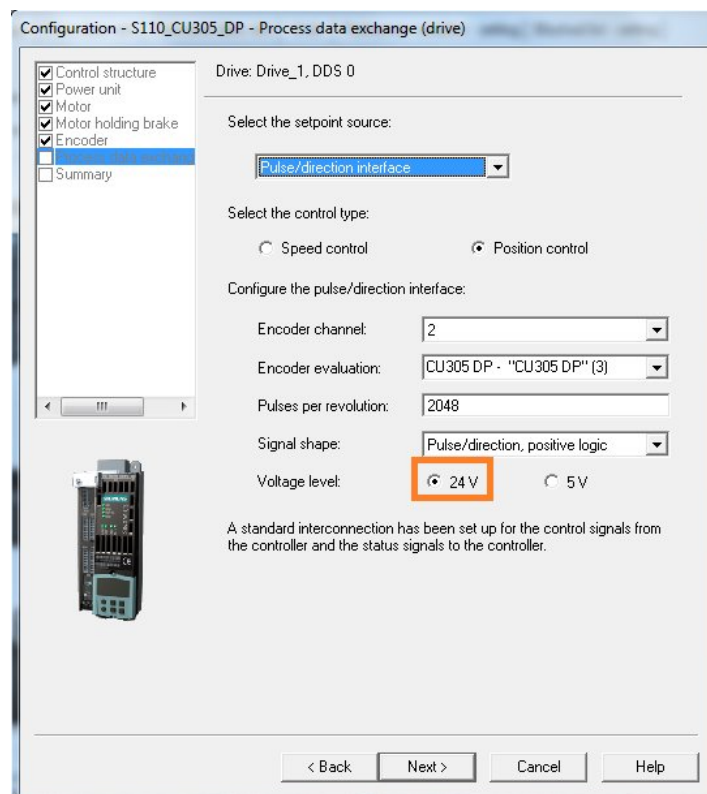 Configuration - S110_CU305_DP - Process data exchange (drive)
Control structure
Power unit
Motor
Motor holding brake
Encoder
Summary
Drive: Drive_1, DDS 0
Select the setpoint source:
Pulse/direction interface
Select the control type:
Speed control
Position control
Configure the pulse/direction interface:
Encoder channel:
2
Encoder evaluation:
CU305 DP - "CU305 DP" (3)
Pulses per revolution:
2048
Signal shape:
Pulse/direction, positive logic
Voltage level:
24 V
5 V
A standard interconnection has been set up for the control signals from
the controller and the status signals to the controller.
SIEMENS
< Back
Next >
Cancel
Help